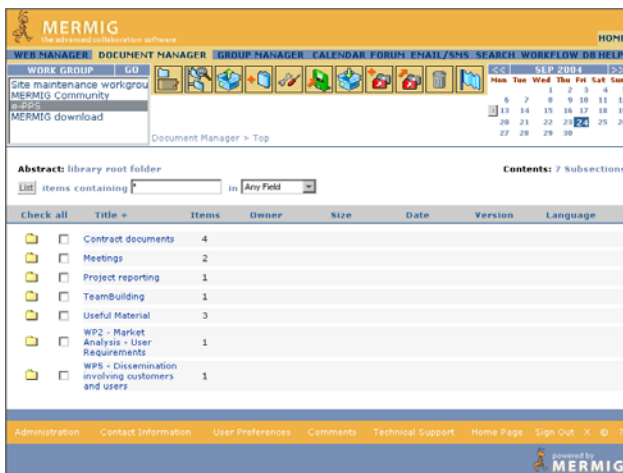 MERMIG
the advanced collaboration software
HOME
WEB MANAGER DOCUMENT MANAGER GROUP MANAGER CALENDAR FORUM EMAIL/SMS SEARCH WORKFLOW DB HELP
WORK GROUP GO
Site maintenance workgrou
MERMIG Community
e-PPS
MERMIG download
<< SEP 2004 >>
Mon Tue Wed Thu Fri Sat Sun
1 2 3 4
6 7 8 9 10 11 12
13 14 15 16 17 18
20 21 22 23 24 25
27 28 29 30
Document Manager > Top
Abstract: library root folder
Contents: 7 Subsections
List items containing * in Any Field
Check all Title + Items Owner Size Date Version Language
Contract documents 4
Meetings 2
Project reporting 1
TeamBuilding 1
Useful Material 3
WP2 - Market
Analysis - User
Requirements
1
WP5 - Dissemination
involving customers
and users
1
Administration Contact Information User Preferences Comments Technical Support Home Page Sign Out X ©
powered by
MERMIG